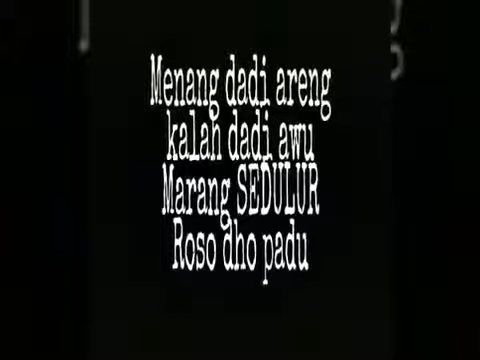 Menang dadi areng
kalah dadi awu
Marang SEDULUR
Roso dho padu